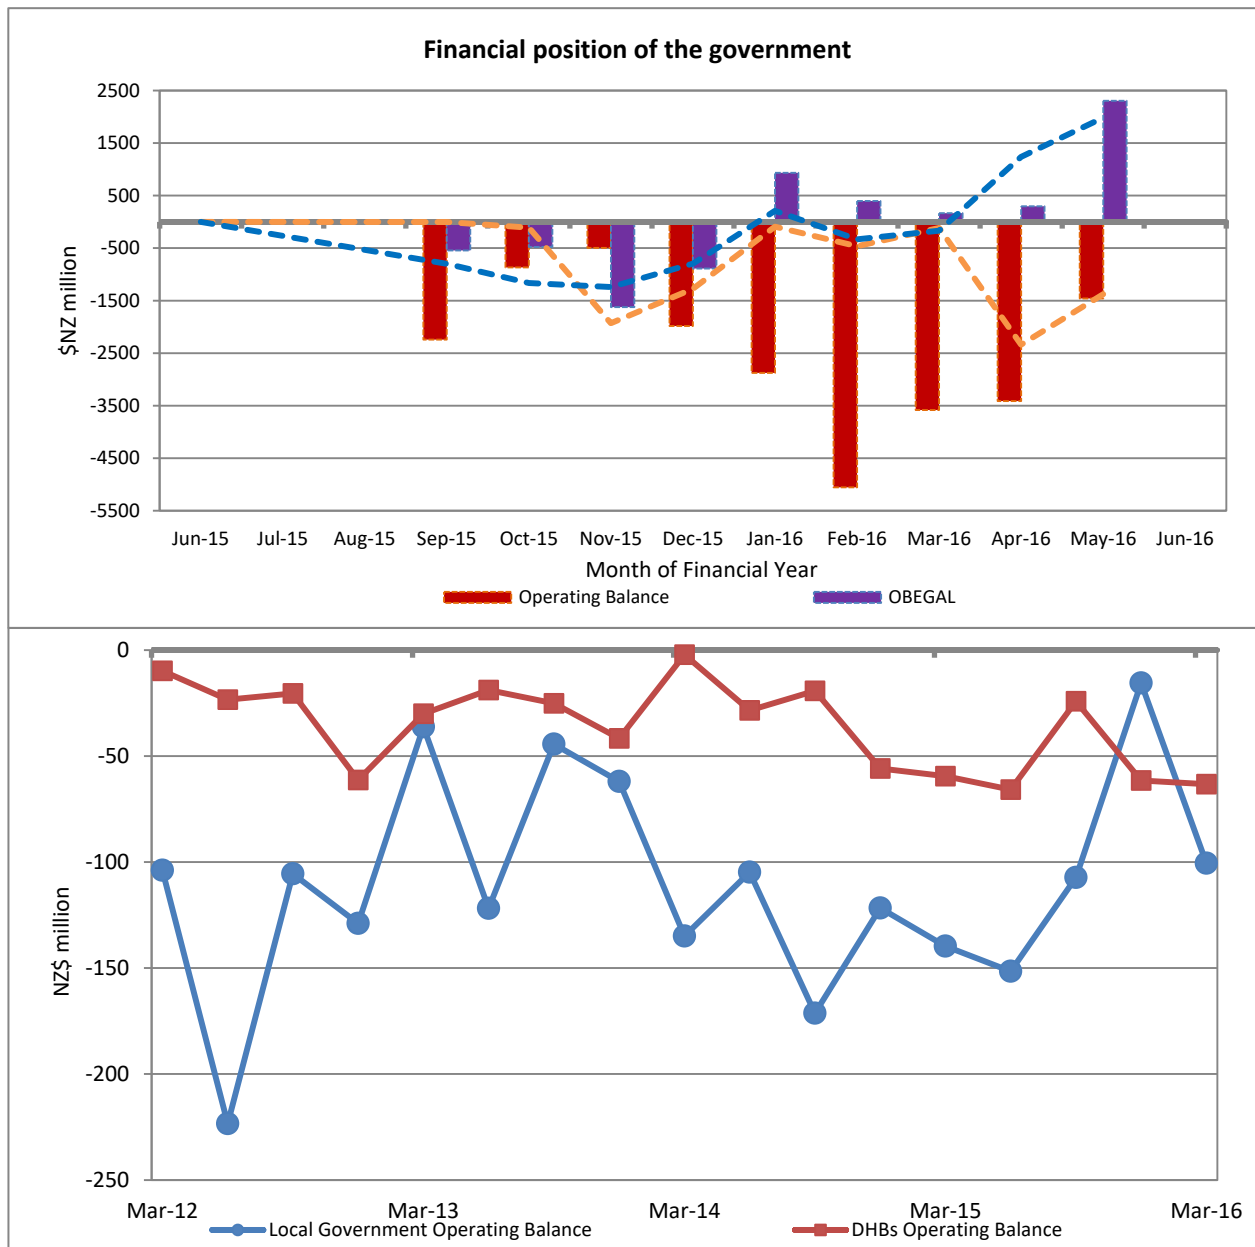 Financial position of the government
2500
1500
500
-500
-1500
-2500
-3500
-4500
-5500
$NZ million
Jun-15 Jul-15 Aug-15 Sep-15 Oct-15 Nov-15 Dec-15 Jan-16 Feb-16 Mar-16 Apr-16 May-16 Jun-16
Month of Financial Year
Operating Balance OBEGAL
0
-50
-100
-150
-200
-250
NZ$ million
Mar-12 Mar-13 Mar-14 Mar-15 Mar-16
Local Government Operating Balance DHBs Operating Balance